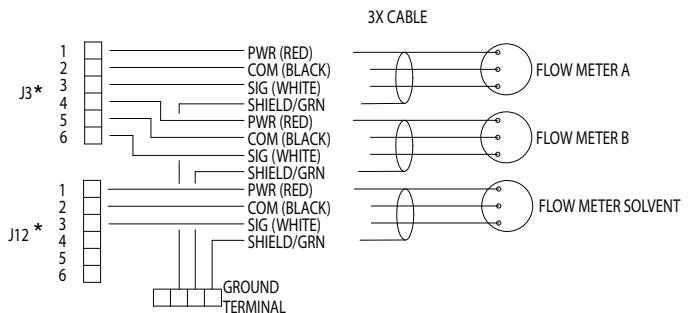 3X CABLE
1
2
3
4
5
6
J3*
PWR (RED)
COM (BLACK)
SIG (WHITE)
SHIELD/GRN
PWR (RED)
COM (BLACK)
SIG (WHITE)
SHIELD/GRN
PWR (RED)
COM (BLACK)
SIG (WHITE)
SHIELD/GRN
FLOW METER A
FLOW METER B
FLOW METER SOLVENT
1
2
3
4
5
6
J12 *
GROUND
TERMINAL